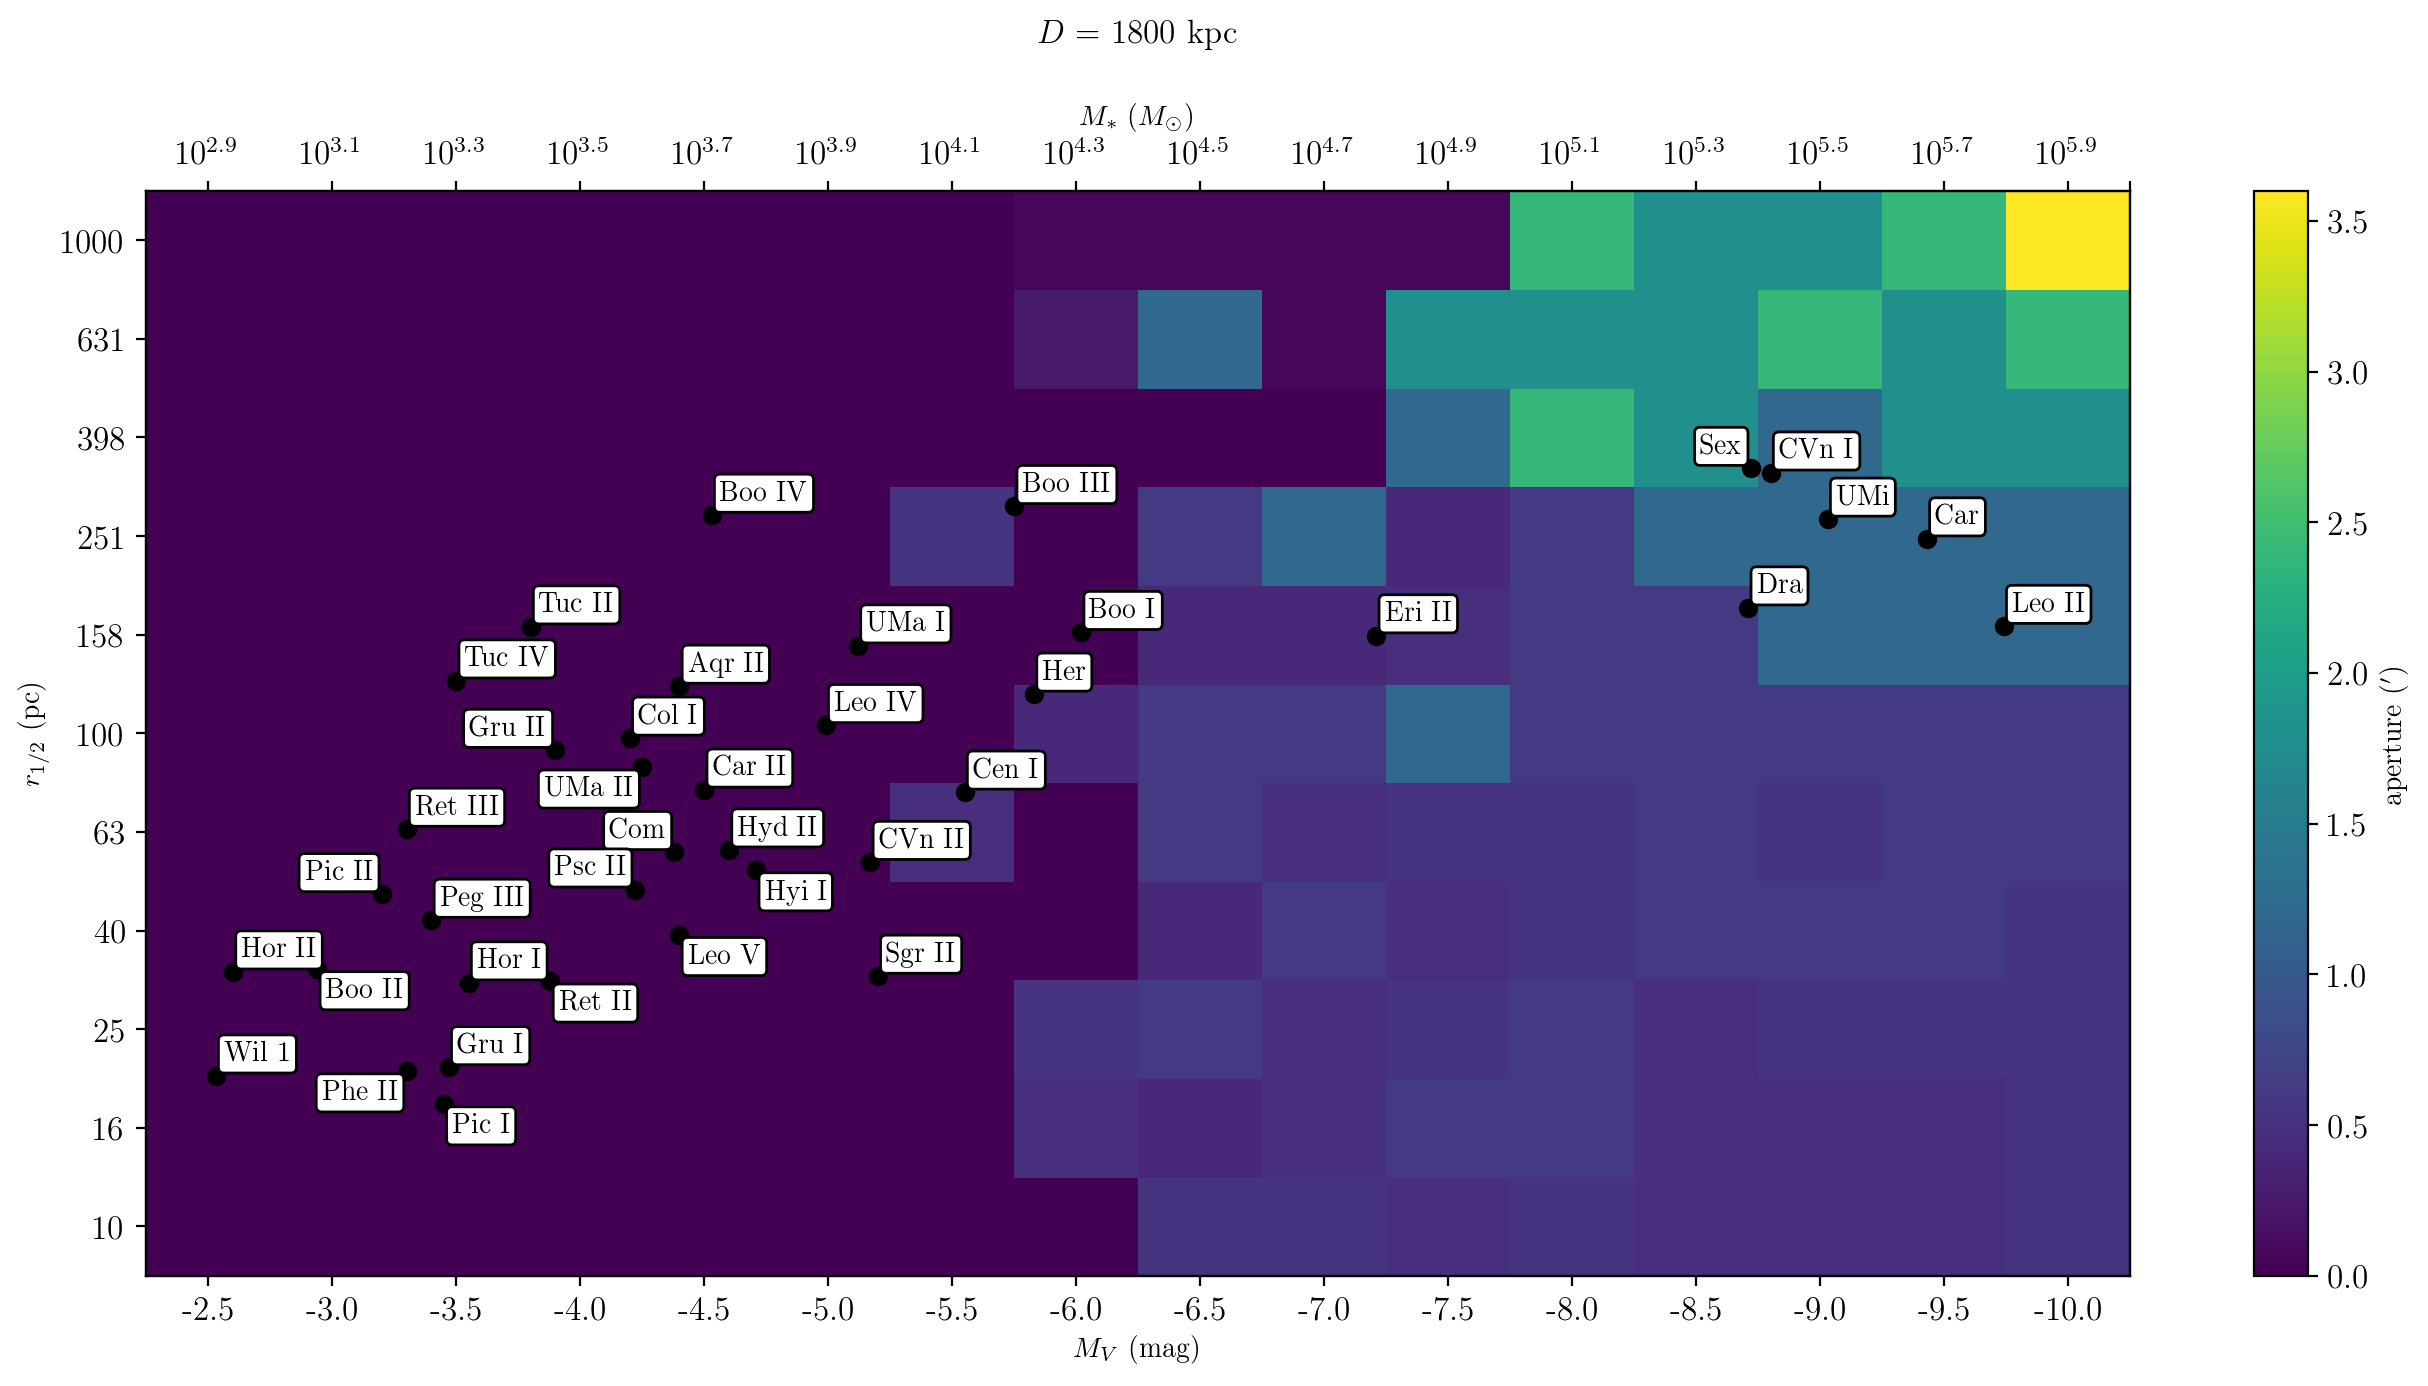 D = 1800 kpc
M* (M⊙)
10^2.9 10^3.1 10^3.3 10^3.5 10^3.7 10^3.9 10^4.1 10^4.3 10^4.5 10^4.7 10^4.9 10^5.1 10^5.3 10^5.5 10^5.7 10^5.9
1000
631
398
251
158
100
63
40
25
16
10
r1/2 (pc)
Sex
CVn I
Boo IV
Boo III
UMi
Car
Dra
Tuc II
UMa I
Boo I
Eri II
Leo II
Tuc IV
Aqr II
Her
Gru II
Col I
Leo IV
UMa II
Car II
Cen I
Ret III
Com
Hyd II
CVn II
Pic II
Psc II
Peg III
Hyi I
Hor II
Hor I
Leo V
Sgr II
Boo II
Ret II
Wil 1
Gru I
Phe II
Pic I
-2.5 -3.0 -3.5 -4.0 -4.5 -5.0 -5.5 -6.0 -6.5 -7.0 -7.5 -8.0 -8.5 -9.0 -9.5 -10.0
MV (mag)
3.5
3.0
2.5
2.0
1.5
1.0
0.5
0.0
aperture (′)